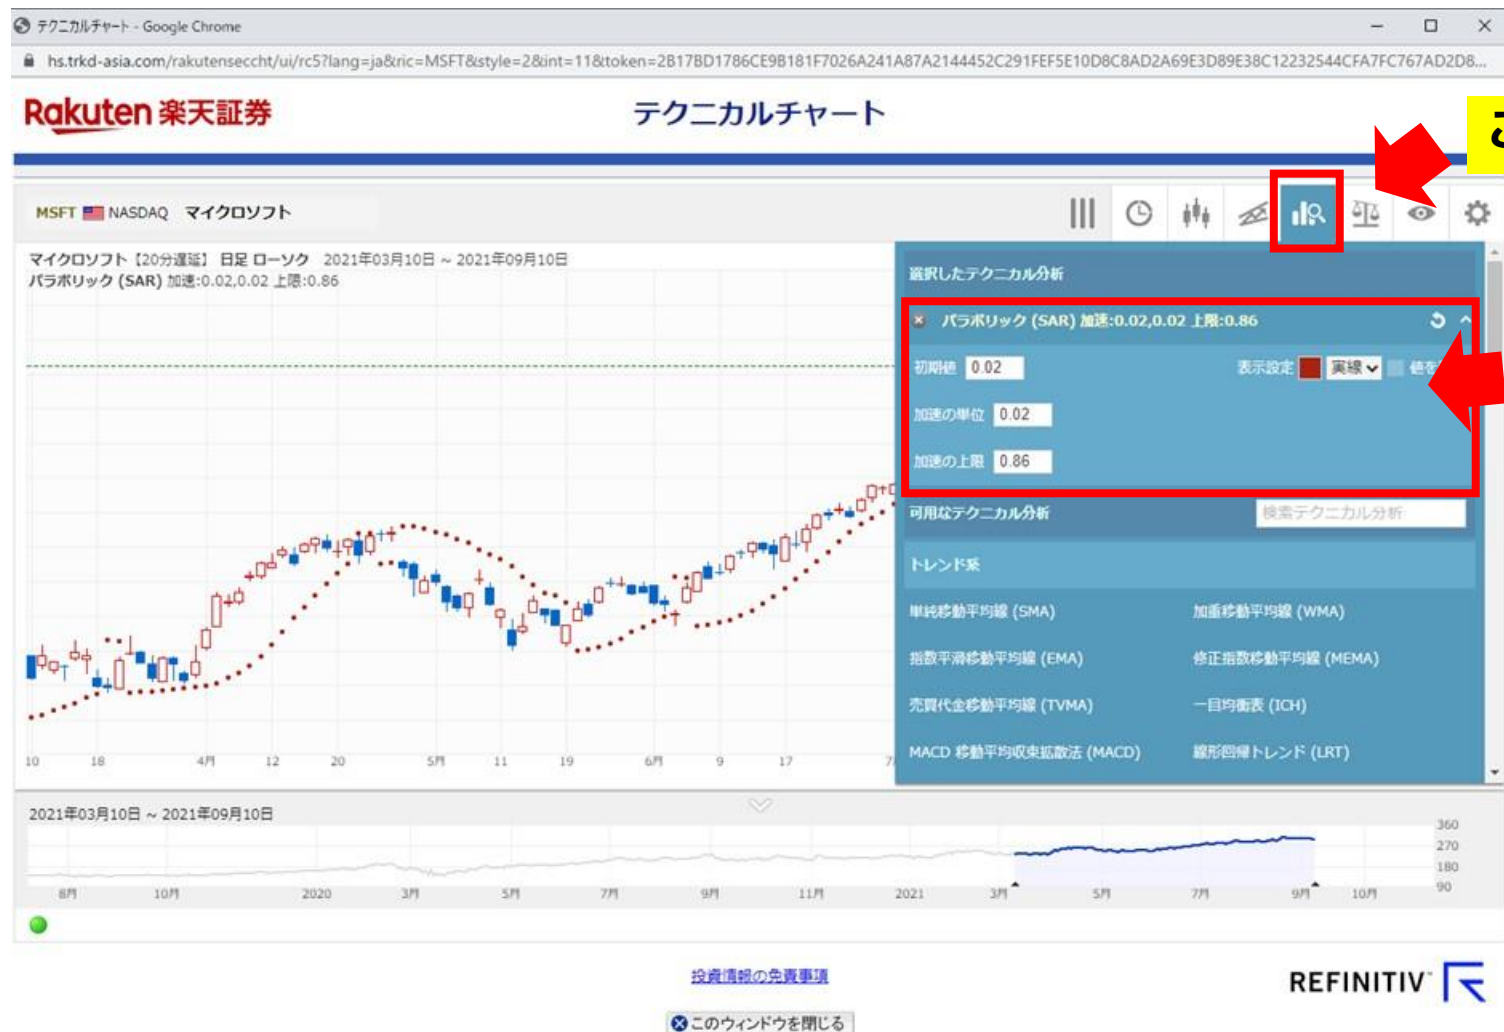 テクニカルチャート - Google Chrome
hs.trkd-asia.com/rakutenseccht/ui/rc5?lang=ja&ric=MSFT&style=2&int=11&token=2B17BD1786CE9B181F7026A241A87A2144452C291FEF5E10D8C8AD2A69E3D89E38C12232544CFA7FC767AD2D8...
Rakuten 楽天証券
テクニカルチャート
MSFT NASDAQ マイクロソフト
マイクロソフト【20分遅延】 日足 ローソク 2021年03月10日 ~ 2021年09月10日
パラボリック (SAR) 加速:0.02,0.02 上限:0.86
選択したテクニカル分析
パラボリック (SAR) 加速:0.02,0.02 上限:0.86
初期値 0.02 表示設定 実線 値を
加速の単位 0.02
加速の上限 0.86
可用なテクニカル分析 検索テクニカル分析
トレンド系
単純移動平均線 (SMA) 加重移動平均線 (WMA)
指数平滑移動平均線 (EMA) 修正指数移動平均線 (MEMA)
売買代金移動平均線 (TVMA) 一目均衡表 (ICH)
MACD 移動平均収束拡散法 (MACD) 線形回帰トレンド (LRT)
10 18 4月 12 20 5月 11 19 6月 9 17
2021年03月10日 ~ 2021年09月10日
360
270
180
90
8月 10月 2020 3月 5月 7月 9月 11月 2021 3月 5月 7月 9月 10月
投資情報の免責事項
REFINITIV
このウィンドウを閉じる